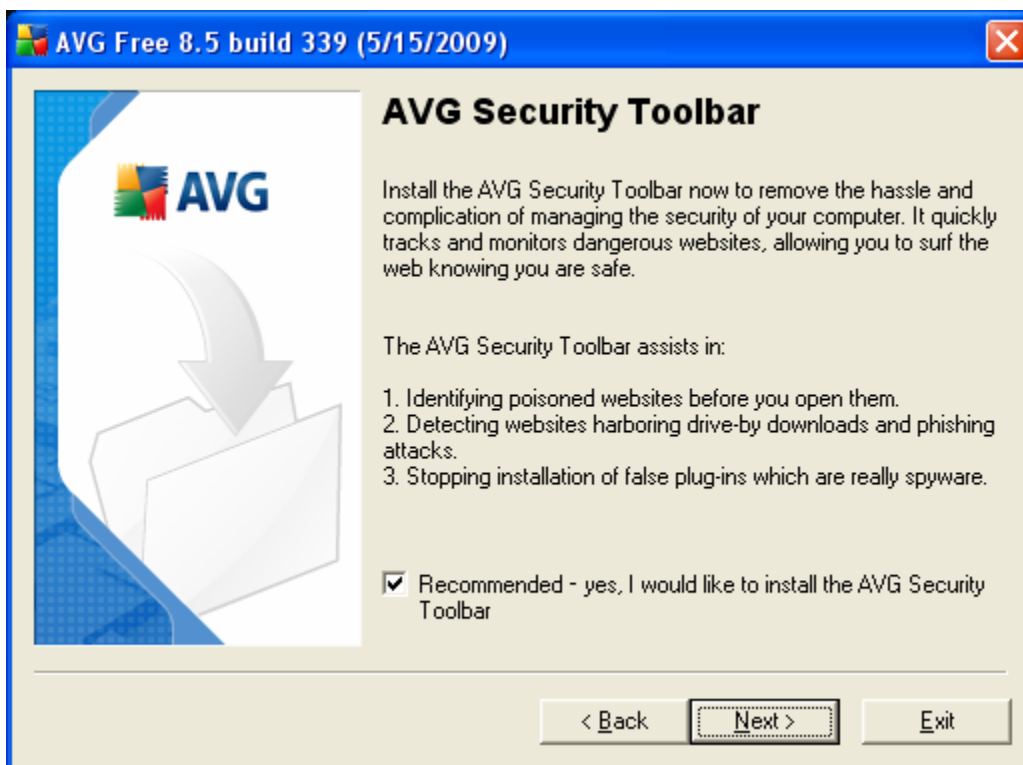 AVG Free 8.5 build 339 (5/15/2009)
AVG
AVG Security Toolbar
Install the AVG Security Toolbar now to remove the hassle and
complication of managing the security of your computer. It quickly
tracks and monitors dangerous websites, allowing you to surf the
web knowing you are safe.
The AVG Security Toolbar assists in:
1. Identifying poisoned websites before you open them.
2. Detecting websites harboring drive-by downloads and phishing
attacks.
3. Stopping installation of false plug-ins which are really spyware.
Recommended - yes, I would like to install the AVG Security
Toolbar
< Back
Next >
Exit